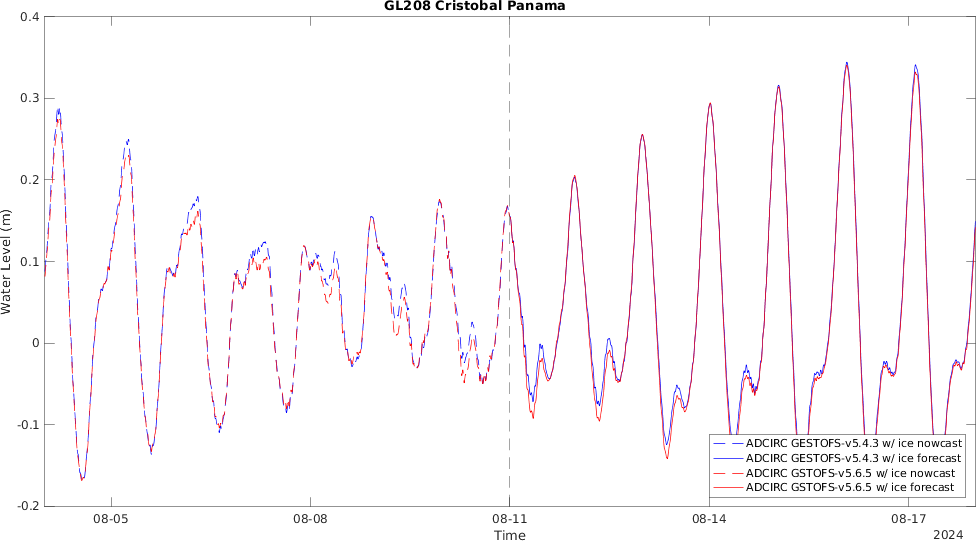 GL208 Cristobal Panama
0.4
0.3
0.2
0.1
0
-0.1
-0.2
Water Level (m)
08-05
08-08
08-11
08-14
08-17
Time
2024
ADCIRC GESTOFS-v5.4.3 w/ ice nowcast
ADCIRC GESTOFS-v5.4.3 w/ ice forecast
ADCIRC GSTOFS-v5.6.5 w/ ice nowcast
ADCIRC GSTOFS-v5.6.5 w/ ice forecast